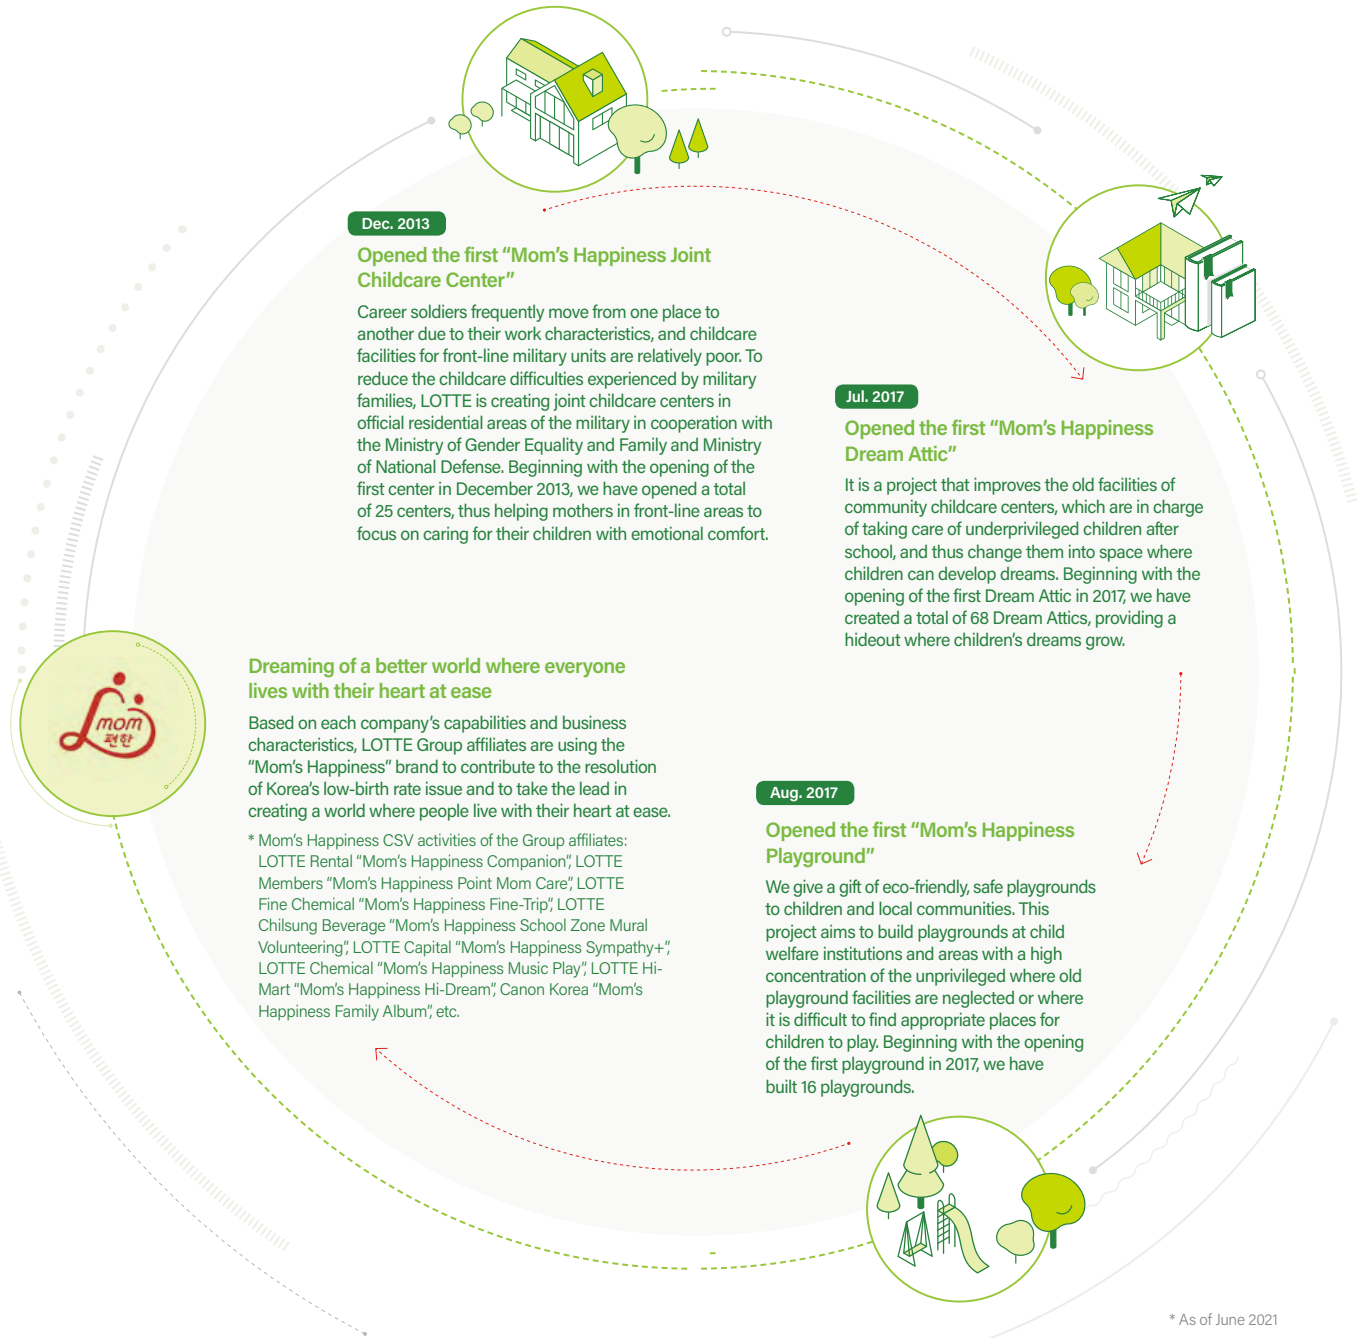 Dec. 2013
Opened the first “Mom’s Happiness Joint
Childcare Center”
Career soldiers frequently move from one place to
another due to their work characteristics, and childcare
facilities for front-line military units are relatively poor. To
reduce the childcare difficulties experienced by military
families, LOTTE is creating joint childcare centers in
official residential areas of the military in cooperation with
the Ministry of Gender Equality and Family and Ministry
of National Defense. Beginning with the opening of the
first center in December 2013, we have opened a total
of 25 centers, thus helping mothers in front-line areas to
focus on caring for their children with emotional comfort.
Jul. 2017
Opened the first “Mom’s Happiness
Dream Attic”
It is a project that improves the old facilities of
community childcare centers, which are in charge
of taking care of underprivileged children after
school, and thus change them into space where
children can develop dreams. Beginning with the
opening of the first Dream Attic in 2017, we have
created a total of 68 Dream Attics, providing a
hideout where children’s dreams grow.
Aug. 2017
Opened the first “Mom’s Happiness
Playground”
We give a gift of eco-friendly, safe playgrounds
to children and local communities. This
project aims to build playgrounds at child
welfare institutions and areas with a high
concentration of the unprivileged where old
playground facilities are neglected or where
it is difficult to find appropriate places for
children to play. Beginning with the opening
of the first playground in 2017, we have
built 16 playgrounds.
mom
편한
Dreaming of a better world where everyone
lives with their heart at ease
Based on each company’s capabilities and business
characteristics, LOTTE Group affiliates are using the
“Mom’s Happiness” brand to contribute to the resolution
of Korea’s low-birth rate issue and to take the lead in
creating a world where people live with their heart at ease.
* Mom’s Happiness CSV activities of the Group affiliates:
LOTTE Rental “Mom’s Happiness Companion”, LOTTE
Members “Mom’s Happiness Point Mom Care”, LOTTE
Fine Chemical “Mom’s Happiness Fine-Trip”, LOTTE
Chilsung Beverage “Mom’s Happiness School Zone Mural
Volunteering”, LOTTE Capital “Mom’s Happiness Sympathy+”,
LOTTE Chemical “Mom’s Happiness Music Play”, LOTTE Hi-
Mart “Mom’s Happiness Hi-Dream”, Canon Korea “Mom’s
Happiness Family Album”, etc.
* As of June 2021